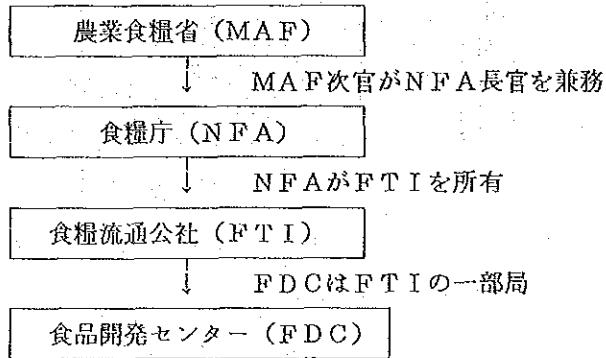 農業食糧省（ＭＡＦ）
ＭＡＦ次官がＮＦＡ長官を兼務
食糧庁（ＮＦＡ）
ＮＦＡがＦＴＩを所有
食糧流通公社（ＦＴＩ）
ＦＤＣはＦＴＩの一部局
食品開発センター（ＦＤＣ）